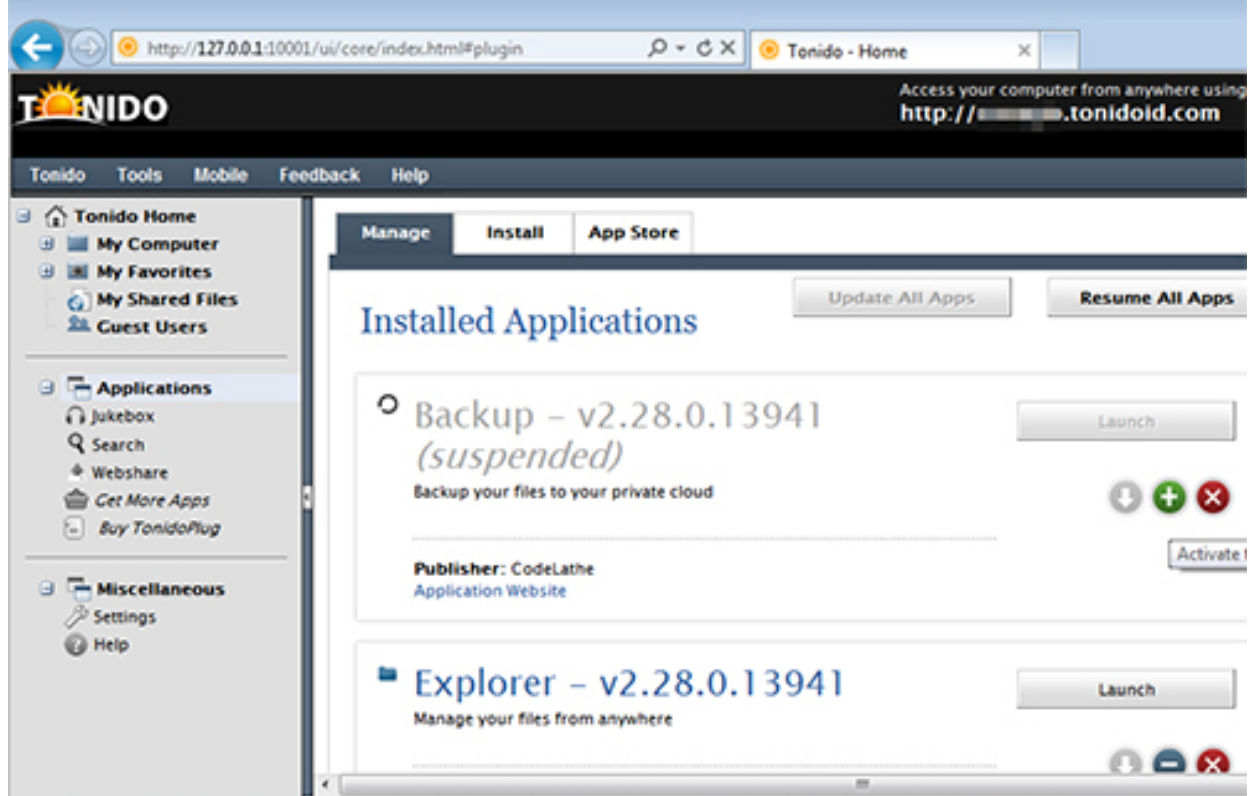 http://127.0.0.1:10001/ui/core/index.html#plugin
Tonido - Home
TONIDO
Access your computer from anywhere using
http:// .tonidoid.com
Tonido Tools Mobile Feedback Help
Tonido Home
My Computer
My Favorites
My Shared Files
Guest Users
Applications
Jukebox
Search
Webshare
Get More Apps
Buy TonidoPlug
Miscellaneous
Settings
Help
Manage Install App Store
Installed Applications
Update All Apps
Resume All Apps
Backup – v2.28.0.13941
(suspended)
Backup your files to your private cloud
Launch
Activate
Publisher: CodeLathe
Application Website
Explorer – v2.28.0.13941
Manage your files from anywhere
Launch